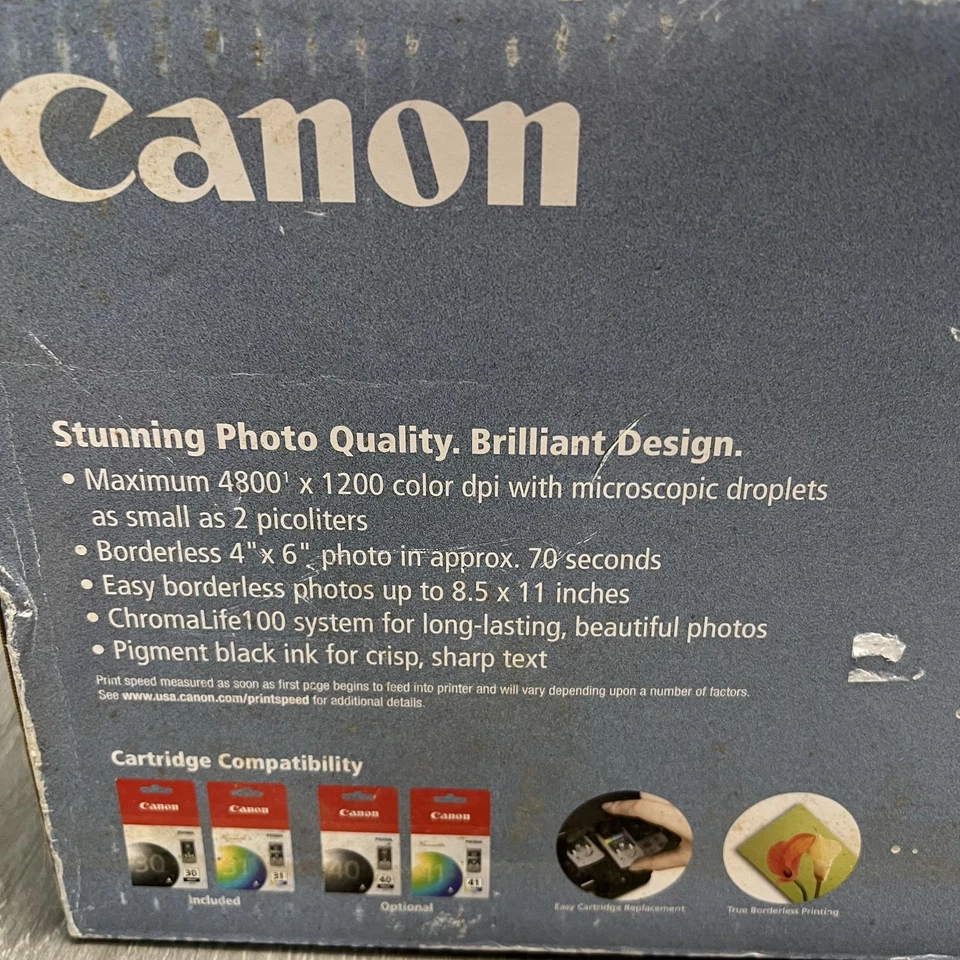 Canon
Stunning Photo Quality. Brilliant Design.
• Maximum 4800¹ x 1200 color dpi with microscopic droplets
as small as 2 picoliters
• Borderless 4"x 6" photo in approx. 70 seconds
• Easy borderless photos up to 8.5 x 11 inches
• ChromaLife100 system for long-lasting, beautiful photos
• Pigment black ink for crisp, sharp text
Print speed measured as soon as first page begins to feed into printer and will vary depending upon a number of factors.
See www.usa.canon.com/printspeed for additional details.
Cartridge Compatibility
Canon Canon Canon Canon
30 31 40 41
30 31 40 41
Included Optional
Easy Cartridge Replacement True Borderless Printing